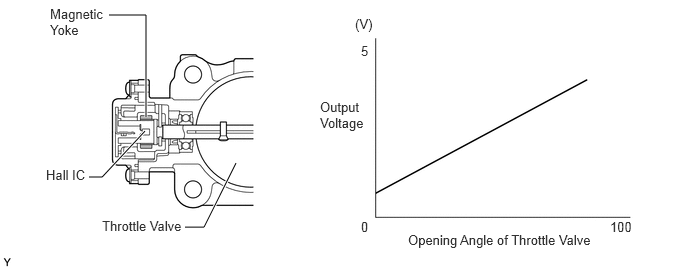 Magnetic
Yoke
Hall IC
Throttle Valve
(V)
5
Output
Voltage
0
100
Opening Angle of Throttle Valve
Y